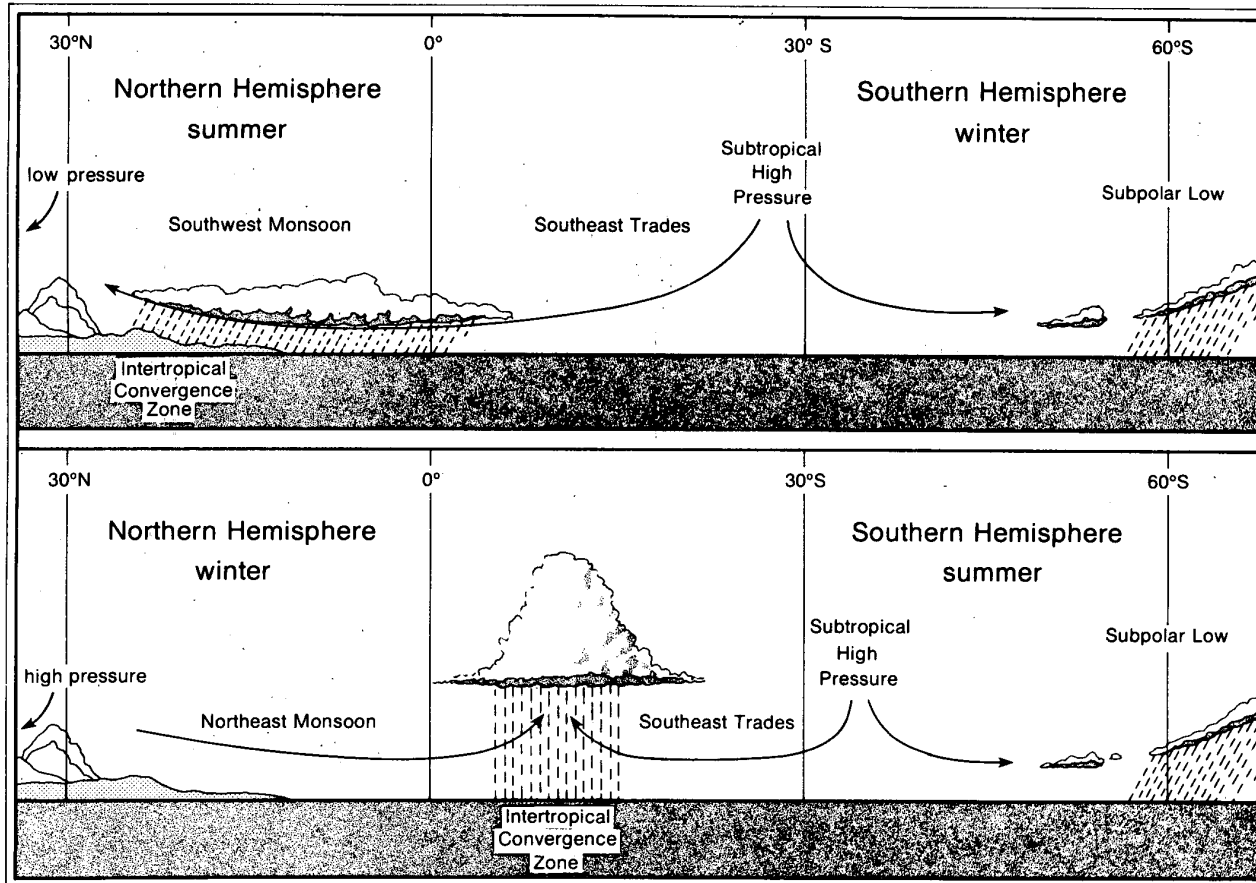 30°N
0°
30° S
60°S
Northern Hemisphere
summer
Southern Hemisphere
winter
low pressure
Subtropical
High
Pressure
Subpolar Low
Southwest Monsoon
Southeast Trades
Intertropical
Convergence
Zone
30°N
0°
30°S
60°S
Northern Hemisphere
winter
Southern Hemisphere
summer
Subtropical
High
Pressure
Subpolar Low
high pressure
Northeast Monsoon
Southeast Trades
Intertropical
Convergence
Zone